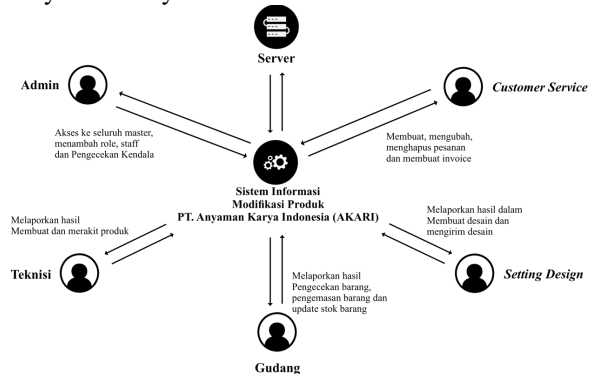 Server
Admin
Customer Service
Akses ke seluruh master,
menambah role, staff
dan Pengecekan Kendala
Membuat, mengubah,
menghapus pesanan
dan membuat invoice
Sistem Informasi
Modifikasi Produk
PT. Anyaman Karya Indonesia (AKARI)
Melaporkan hasil
Membuat dan merakit produk
Melaporkan hasil dalam
Membuat desain dan
mengirim desain
Teknisi
Setting Design
Melaporkan hasil
Pengecekan barang,
pengemasan barang dan
update stok barang
Gudang